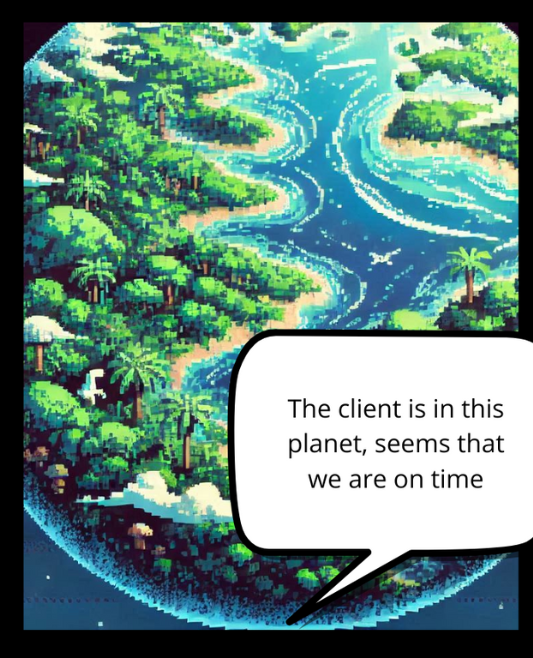 The client is in this
planet, seems that
we are on time